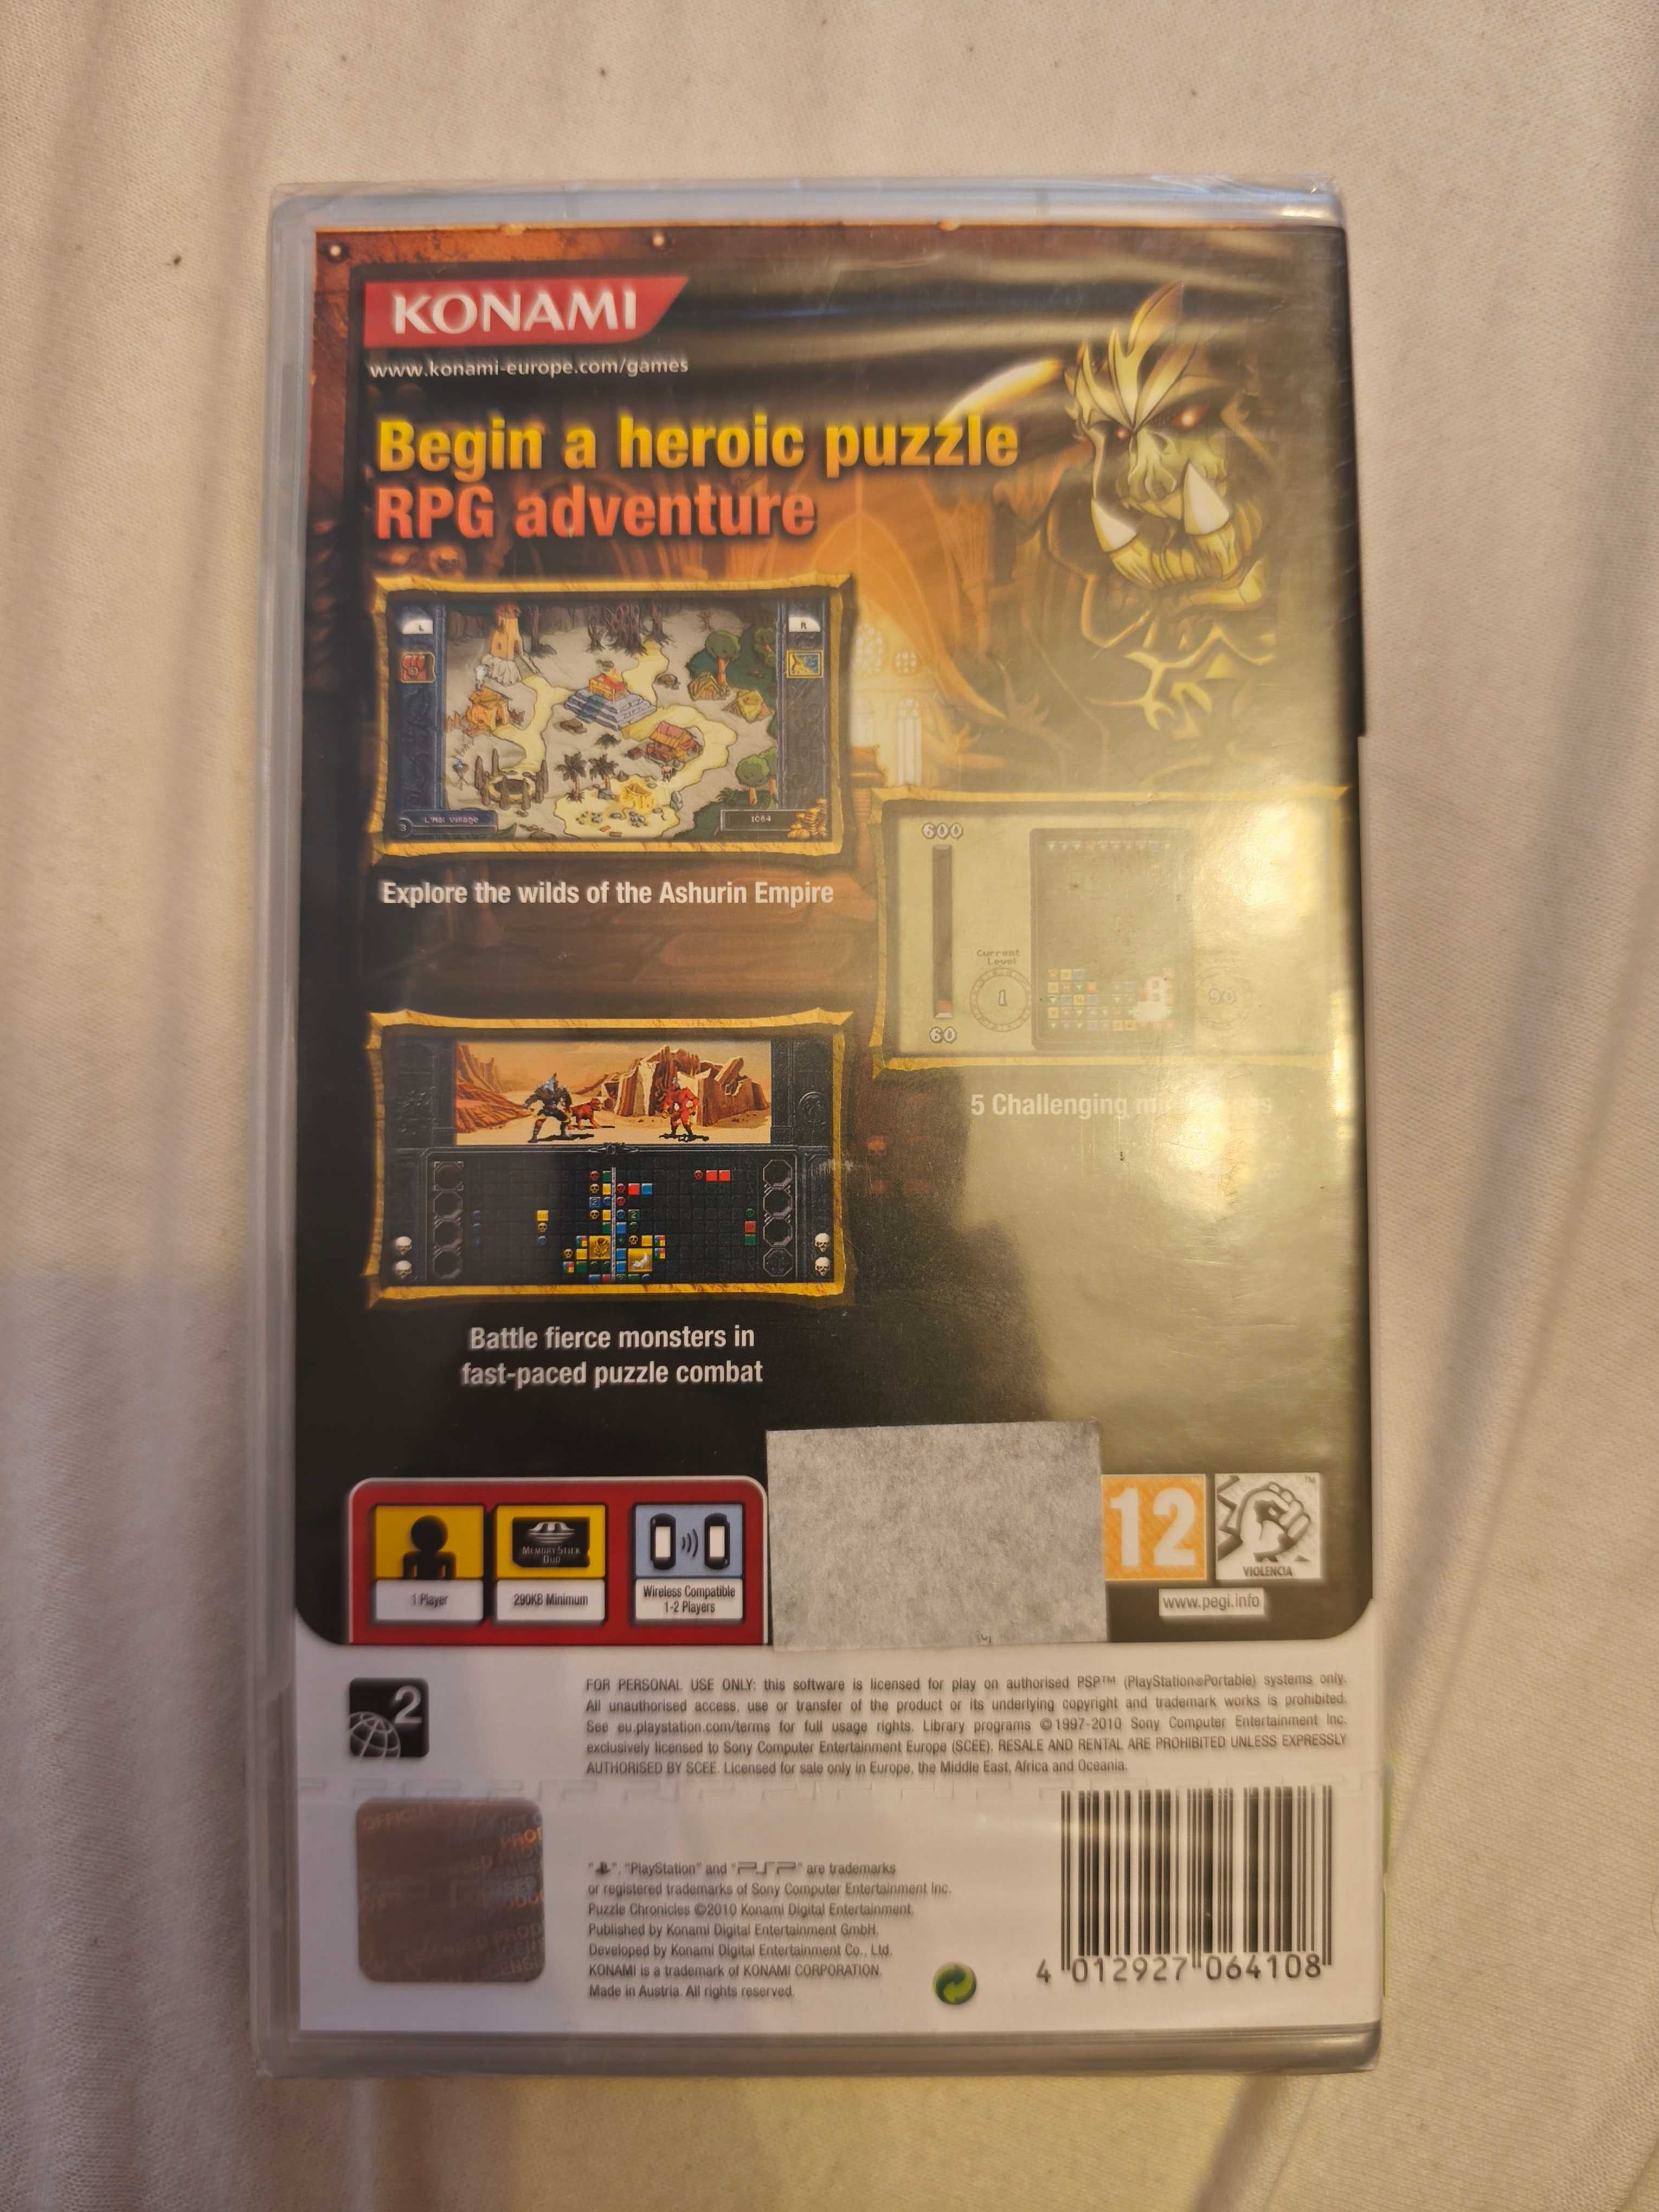 KONAMI
www.konami-europe.com/games
Begin a heroic puzzle
RPG adventure
L
R
L'Mal Village
1064
Explore the wilds of the Ashurin Empire
600
Current
Level
1
90
60
5 Challenging
Battle fierce monsters in
fast-paced puzzle combat
MEMORY STICK
DUO
1 Player
290KB Minimum
Wireless Compatible
1-2 Players
12
TM
VIOLENCIA
www.pegi.info
2
FOR PERSONAL USE ONLY: this software is licensed for play on authorised PSP™ (PlayStation®Portable) systems only.
All unauthorised access, use or transfer of the product or its underlying copyright and trademark works is prohibited.
See eu.playstation.com/terms for full usage rights. Library programs ©1997-2010 Sony Computer Entertainment Inc.
exclusively licensed to Sony Computer Entertainment Europe (SCEE). RESALE AND RENTAL ARE PROHIBITED UNLESS EXPRESSLY
AUTHORISED BY SCEE. Licensed for sale only in Europe, the Middle East, Africa and Oceania.
"", "PlayStation" and "PSP" are trademarks
or registered trademarks of Sony Computer Entertainment Inc.
Puzzle Chronicles ©2010 Konami Digital Entertainment.
Published by Konami Digital Entertainment GmbH.
Developed by Konami Digital Entertainment Co., Ltd.
KONAMI is a trademark of KONAMI CORPORATION.
Made in Austria. All rights reserved.
4 012927 064108